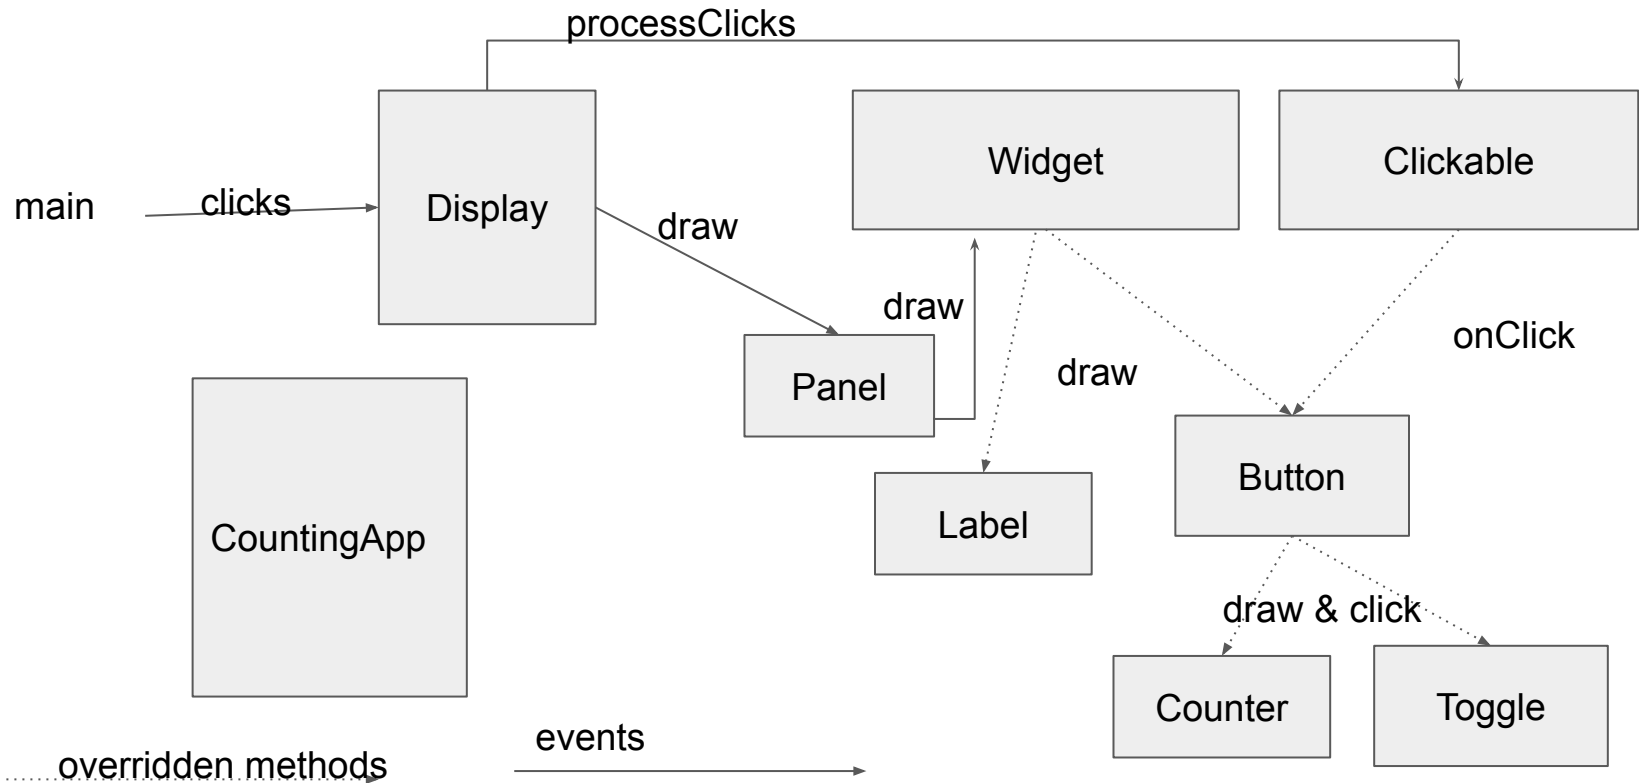 processClicks
Widget
Clickable
main
clicks
Display
draw
draw
onClick
draw
Panel
Button
Label
CountingApp
draw & click
Counter
Toggle
events
overridden methods